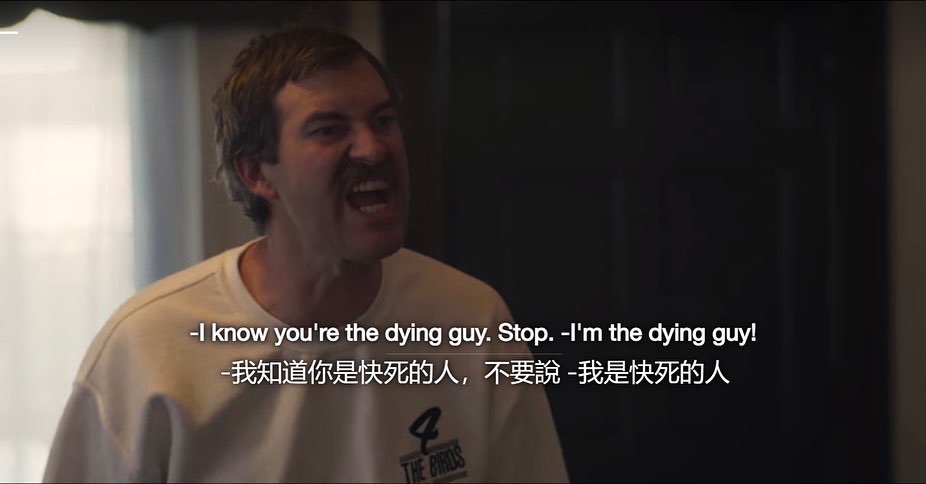 -I know you're the dying guy. Stop. -I'm the dying guy!
-我知道你是快死的人，不要說 -我是快死的人
4
THE BIRDS